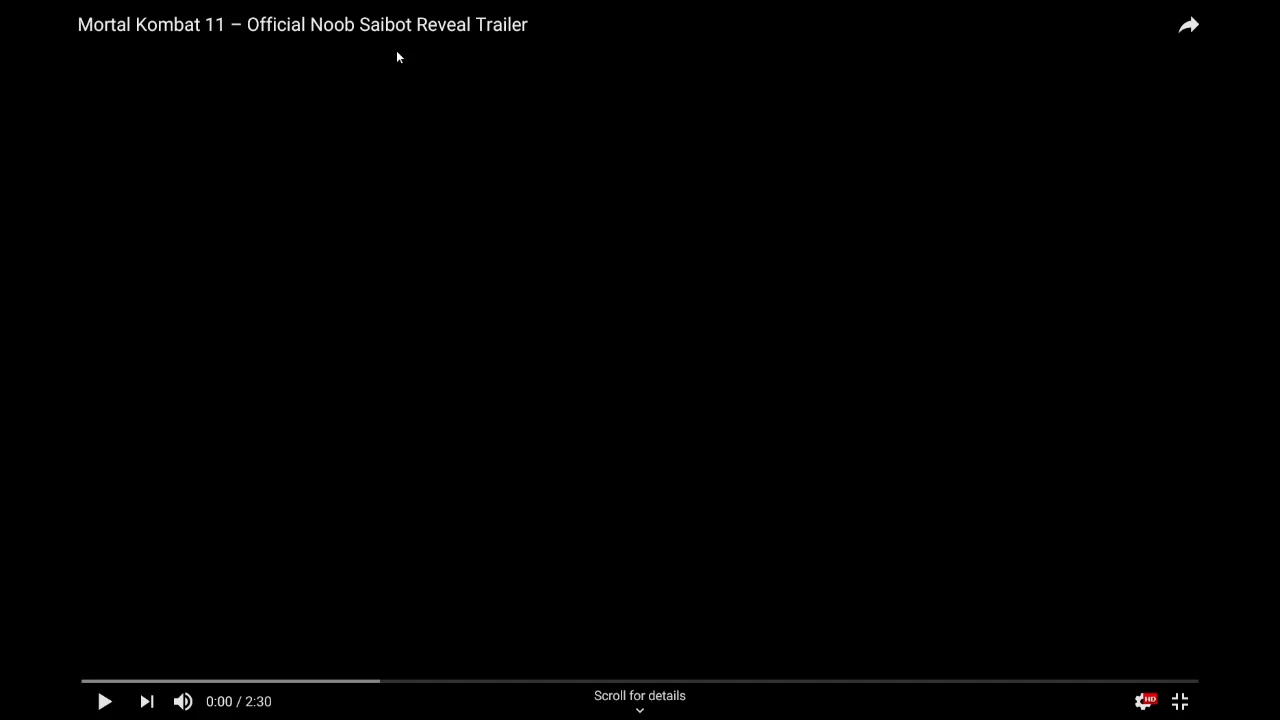 Mortal Kombat 11 – Official Noob Saibot Reveal Trailer
Scroll for details
0:00 / 2:30
HD